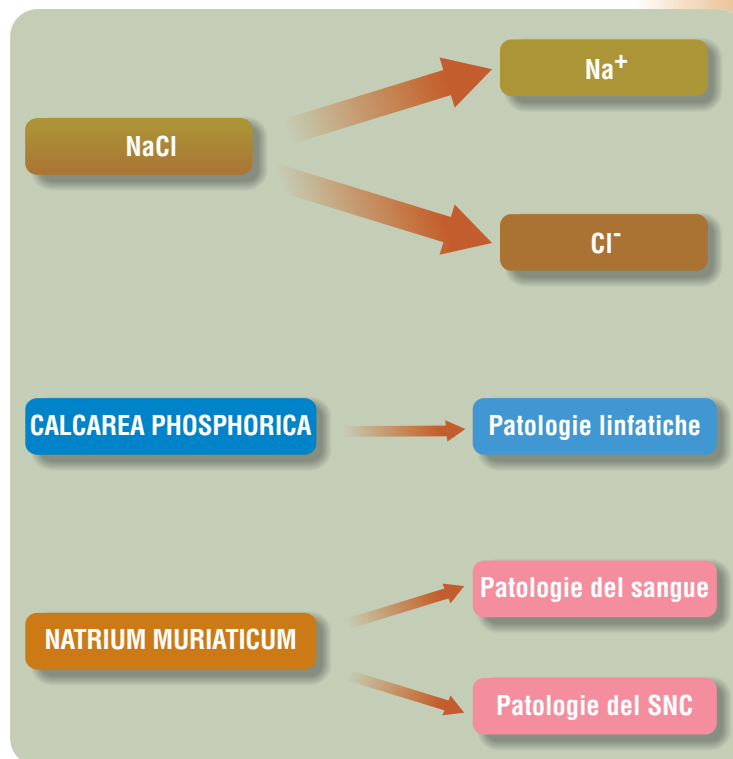 NaCl
Na+
Cl-
CALCAREA PHOSPHORICA
Patologie linfatiche
NATRIUM MURIATICUM
Patologie del sangue
Patologie del SNC